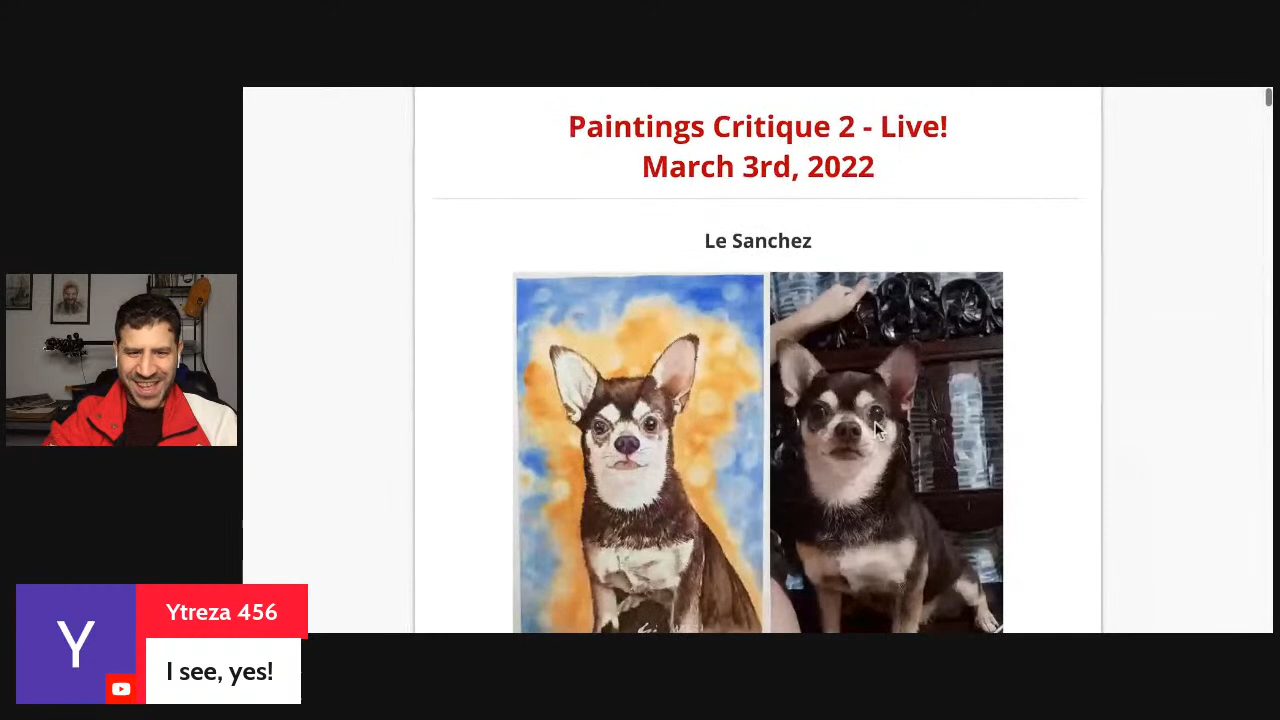 Paintings Critique 2 - Live!
March 3rd, 2022
Le Sanchez
Y
Ytreza 456
I see, yes!